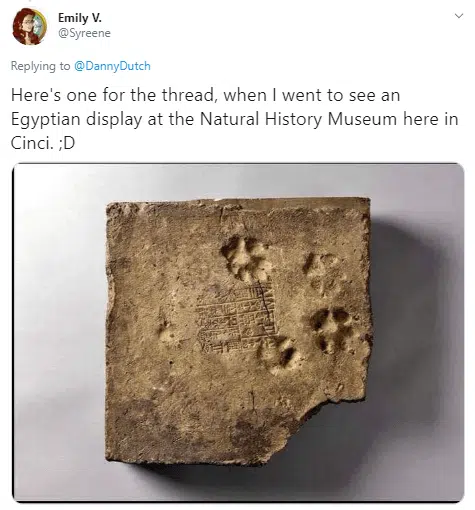 Emily V.
@Syreene
Replying to @DannyDutch
Here's one for the thread, when I went to see an
Egyptian display at the Natural History Museum here in
Cinci. ;D